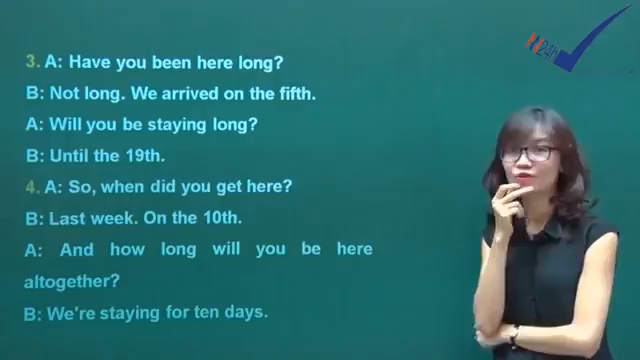 H24h
3. A: Have you been here long?
B: Not long. We arrived on the fifth.
A: Will you be staying long?
B: Until the 19th.
4. A: So, when did you get here?
B: Last week. On the 10th.
A: And how long will you be here
altogether?
B: We're staying for ten days.